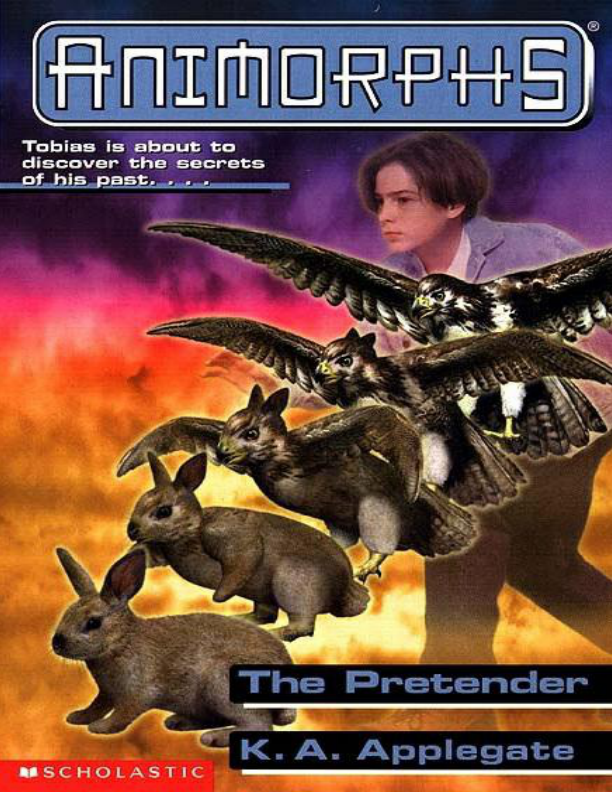 ANIMORPHS®
Tobias is about to
discover the secrets
of his past. . . .
The Pretender
K. A. Applegate
SCHOLASTIC